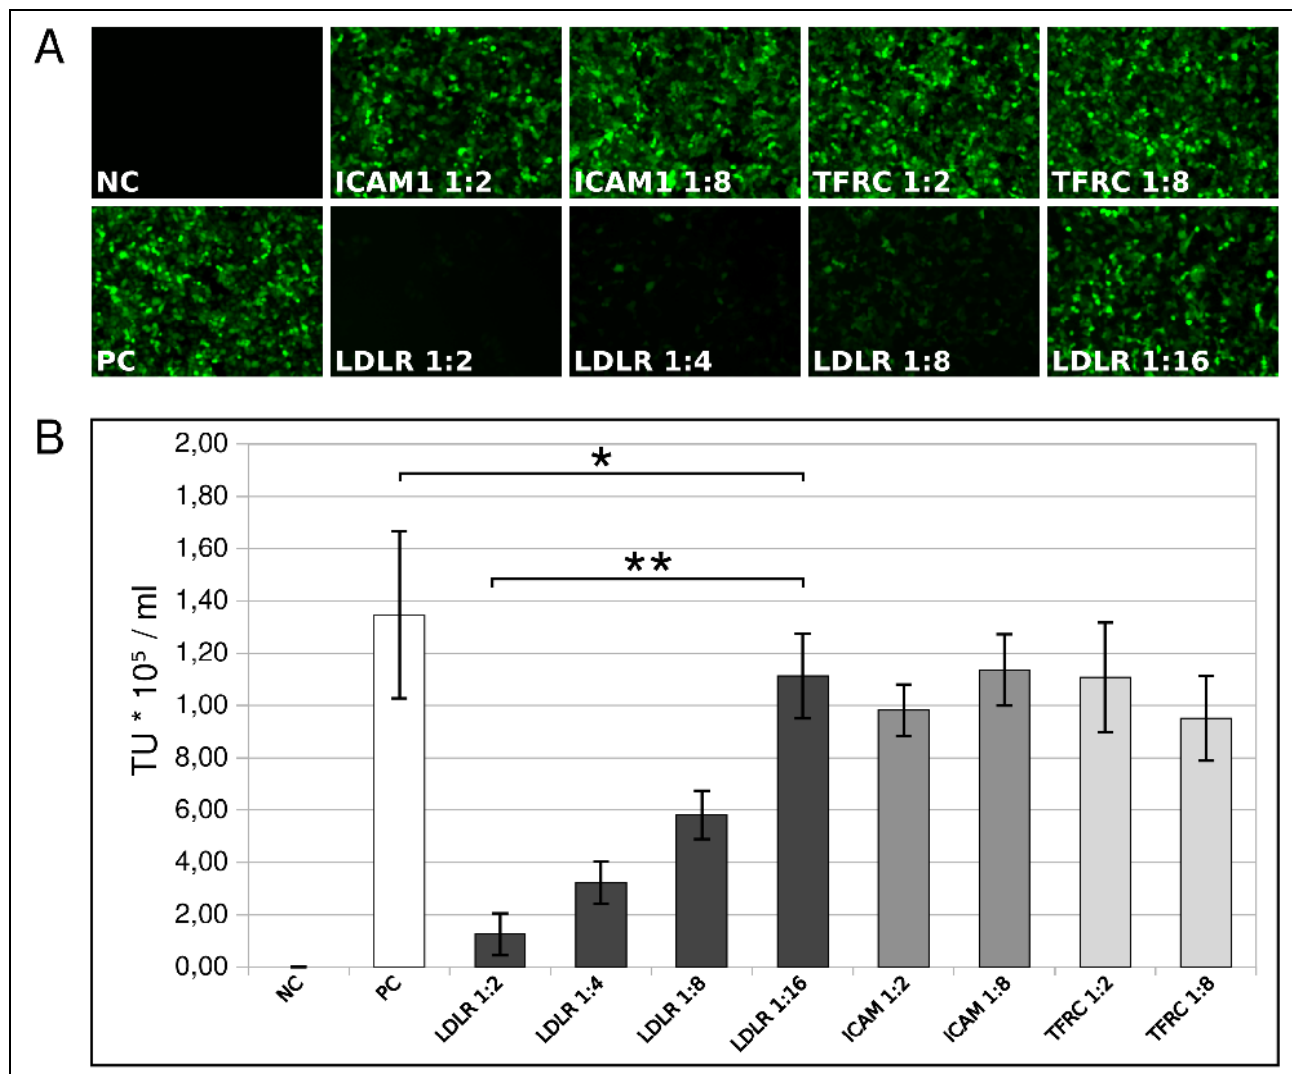 A
NC
ICAM1 1:2
ICAM1 1:8
TFRC 1:2
TFRC 1:8
PC
LDLR 1:2
LDLR 1:4
LDLR 1:8
LDLR 1:16
B
TU * 10⁵ / ml
2,00
1,80
1,60
1,40
1,20
1,00
8,00
6,00
4,00
2,00
0,00
*
**
NC
PC
LDLR 1:2
LDLR 1:4
LDLR 1:8
LDLR 1:16
ICAM 1:2
ICAM 1:8
TFRC 1:2
TFRC 1:8